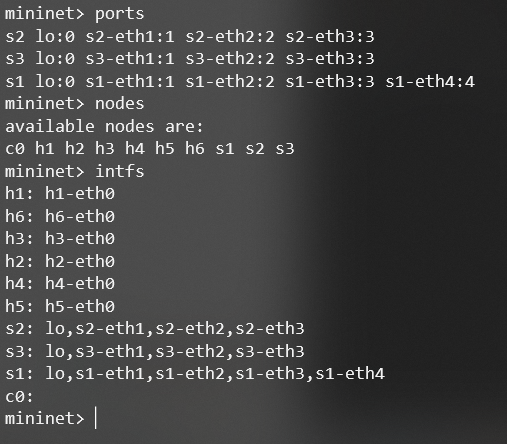 mininet> ports
s2 lo:0 s2-eth1:1 s2-eth2:2 s2-eth3:3
s3 lo:0 s3-eth1:1 s3-eth2:2 s3-eth3:3
s1 lo:0 s1-eth1:1 s1-eth2:2 s1-eth3:3 s1-eth4:4
mininet> nodes
available nodes are:
c0 h1 h2 h3 h4 h5 h6 s1 s2 s3
mininet> intfs
h1: h1-eth0
h6: h6-eth0
h3: h3-eth0
h2: h2-eth0
h4: h4-eth0
h5: h5-eth0
s2: lo,s2-eth1,s2-eth2,s2-eth3
s3: lo,s3-eth1,s3-eth2,s3-eth3
s1: lo,s1-eth1,s1-eth2,s1-eth3,s1-eth4
c0:
mininet>